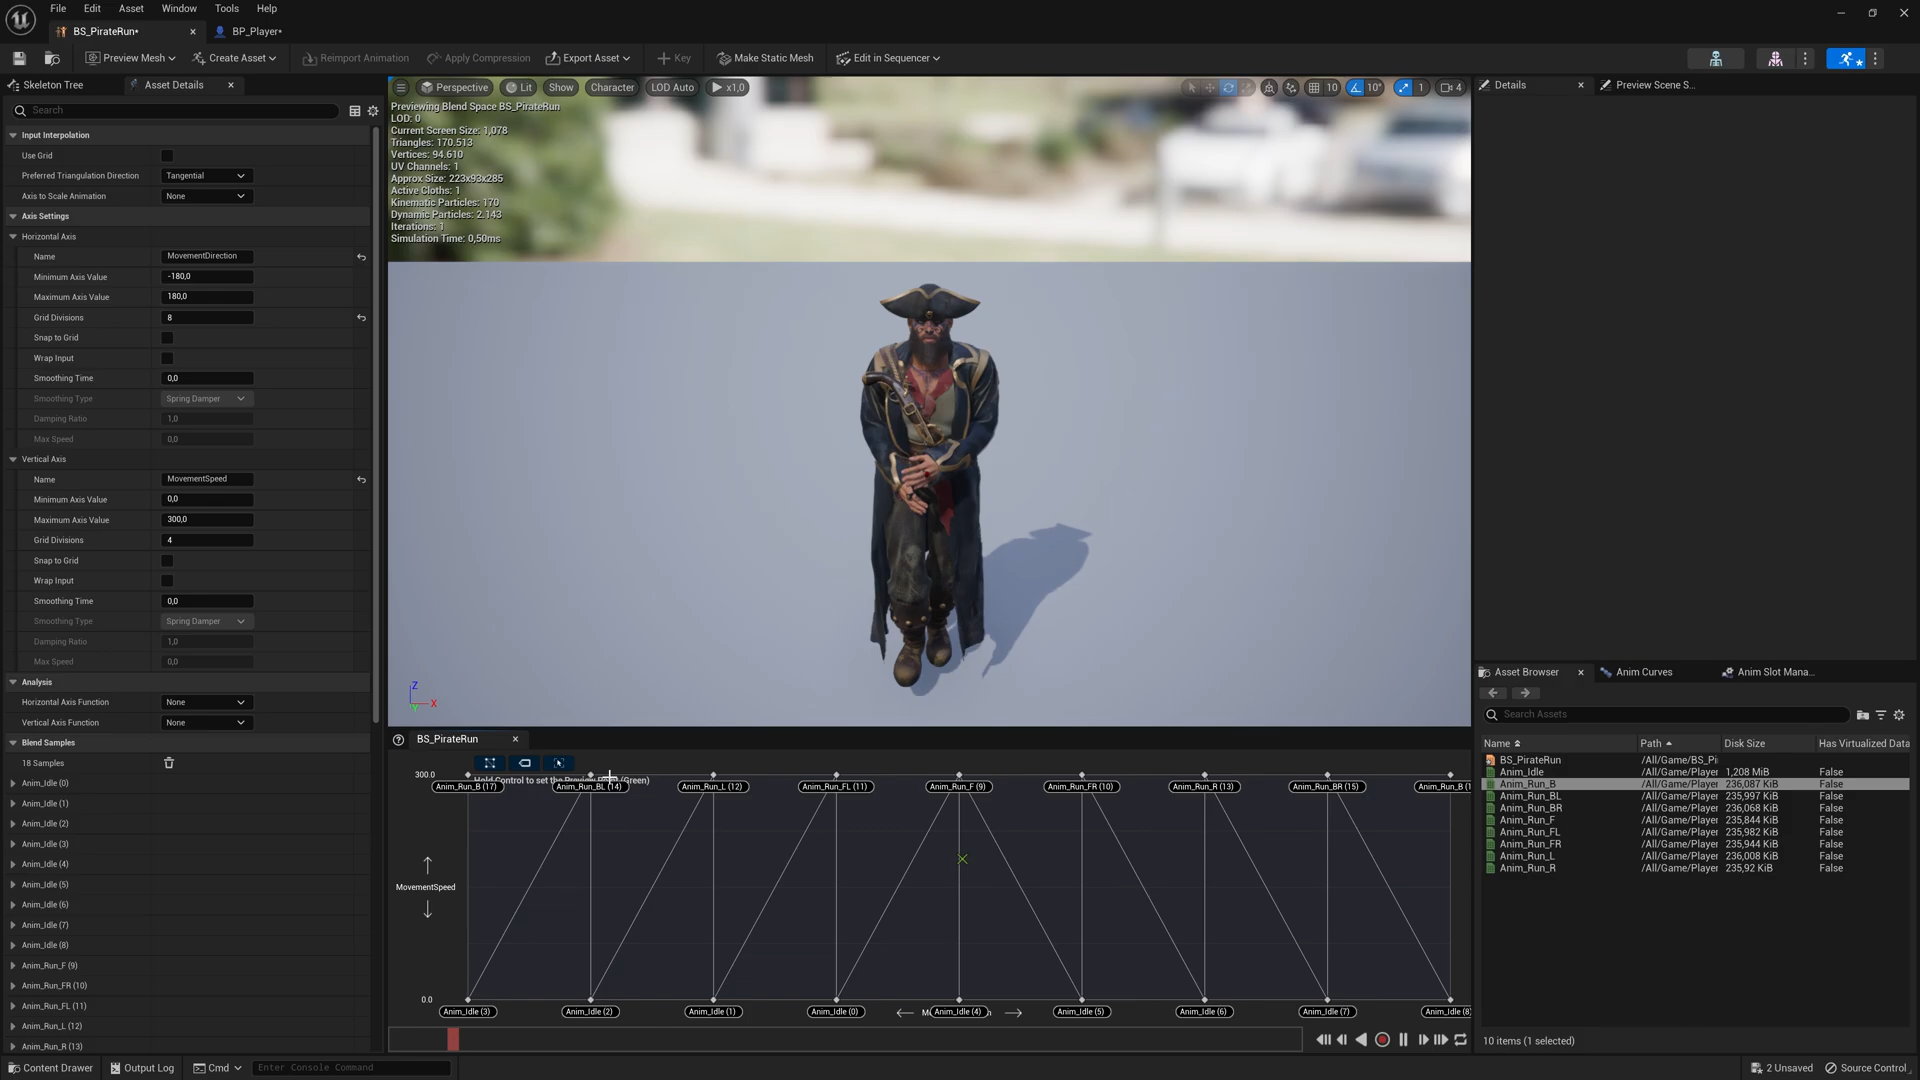 File Edit Asset Window Tools Help
BS_PirateRun* BP_Player*
Preview Mesh Create Asset Reimport Animation Apply Compression Export Asset Key Make Static Mesh Edit in Sequencer
Skeleton Tree Asset Details
Search
Input Interpolation
Use Grid
Preferred Triangulation Direction Tangential
Axis to Scale Animation None
Axis Settings
Horizontal Axis
Name MovementDirection
Minimum Axis Value -180,0
Maximum Axis Value 180,0
Grid Divisions 8
Snap to Grid
Wrap Input
Smoothing Time 0,0
Smoothing Type Spring Damper
Damping Ratio 1,0
Max Speed 0,0
Vertical Axis
Name MovementSpeed
Minimum Axis Value 0,0
Maximum Axis Value 300,0
Grid Divisions 4
Snap to Grid
Wrap Input
Smoothing Time 0,0
Smoothing Type Spring Damper
Damping Ratio 1,0
Max Speed 0,0
Analysis
Horizontal Axis Function None
Vertical Axis Function None
Blend Samples
18 Samples
Anim_Idle (0)
Anim_Idle (1)
Anim_Idle (2)
Anim_Idle (3)
Anim_Idle (4)
Anim_Idle (5)
Anim_Idle (6)
Anim_Idle (7)
Anim_Idle (8)
Anim_Run_F (9)
Anim_Run_FR (10)
Anim_Run_FL (11)
Anim_Run_L (12)
Anim_Run_R (13)
Perspective Lit Show Character LOD Auto x1,0 10 10° 1 4
Previewing Blend Space BS_PirateRun
LOD: 0
Current Screen Size: 1,078
Triangles: 170.513
Vertices: 94.610
UV Channels: 1
Approx Size: 223x93x285
Active Cloths: 1
Kinematic Particles: 170
Dynamic Particles: 2.143
Iterations: 1
Simulation Time: 0,50ms
Z
X
Y
BS_PirateRun
300.0 Hold Control to set the Preview (Green)
Anim_Run_B (17) Anim_Run_BL (14) Anim_Run_L (12) Anim_Run_FL (11) Anim_Run_F (9) Anim_Run_FR (10) Anim_Run_R (13) Anim_Run_BR (15) Anim_Run_B (1
MovementSpeed
0.0
Anim_Idle (3) Anim_Idle (2) Anim_Idle (1) Anim_Idle (0) M Anim_Idle (4) n Anim_Idle (5) Anim_Idle (6) Anim_Idle (7) Anim_Idle (8)
Details Preview Scene S...
Asset Browser Anim Curves Anim Slot Mana...
Search Assets
Name Path Disk Size Has Virtualized Data
BS_PirateRun /All/Game/BS_Pi
Anim_Idle /All/Game/Player 1,208 MiB False
Anim_Run_B /All/Game/Player 236,087 KiB False
Anim_Run_BL /All/Game/Player 235,997 KiB False
Anim_Run_BR /All/Game/Player 236,068 KiB False
Anim_Run_F /All/Game/Player 235,844 KiB False
Anim_Run_FL /All/Game/Player 235,982 KiB False
Anim_Run_FR /All/Game/Player 235,944 KiB False
Anim_Run_L /All/Game/Player 236,008 KiB False
Anim_Run_R /All/Game/Player 235,92 KiB False
10 items (1 selected)
Content Drawer Output Log Cmd Enter Console Command 2 Unsaved Source Control